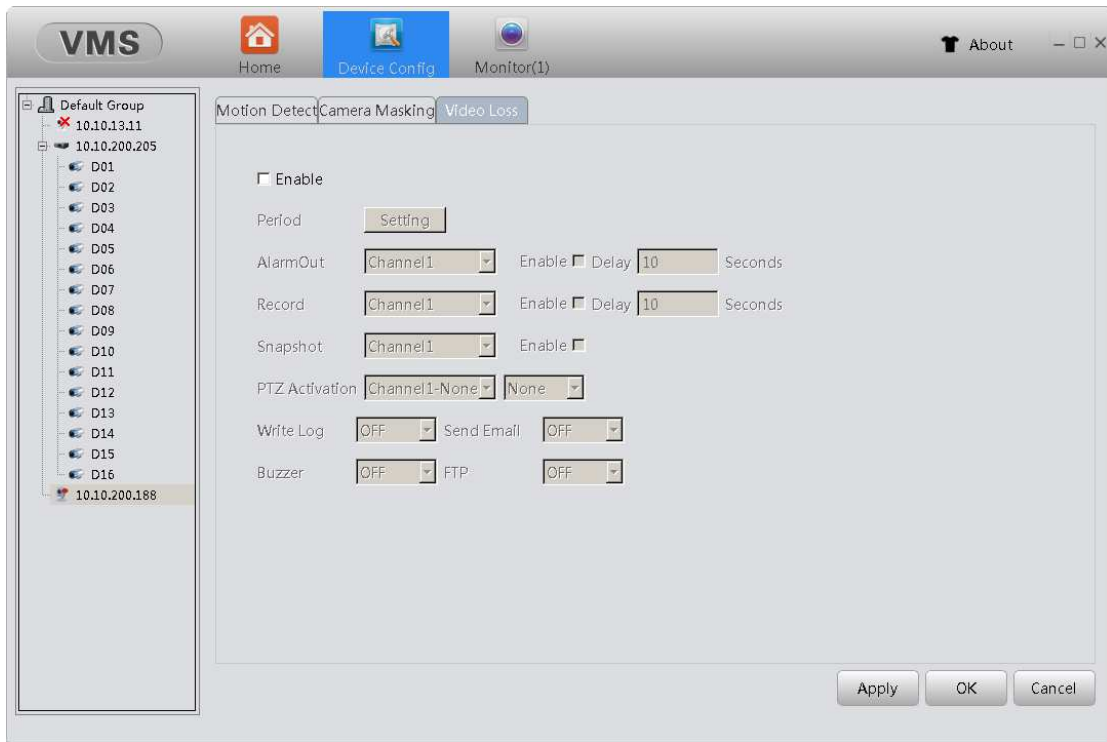 VMS
Home
Device Config
Monitor(1)
About
Default Group
10.10.13.11
10.10.200.205
D01
D02
D03
D04
D05
D06
D07
D08
D09
D10
D11
D12
D13
D14
D15
D16
10.10.200.188
Motion Detect Camera Masking Video Loss
Enable
Period Setting
AlarmOut Channel1 Enable Delay 10 Seconds
Record Channel1 Enable Delay 10 Seconds
Snapshot Channel1 Enable
PTZ Activation Channel1-None None
Write Log OFF Send Email OFF
Buzzer OFF FTP OFF
Apply OK Cancel